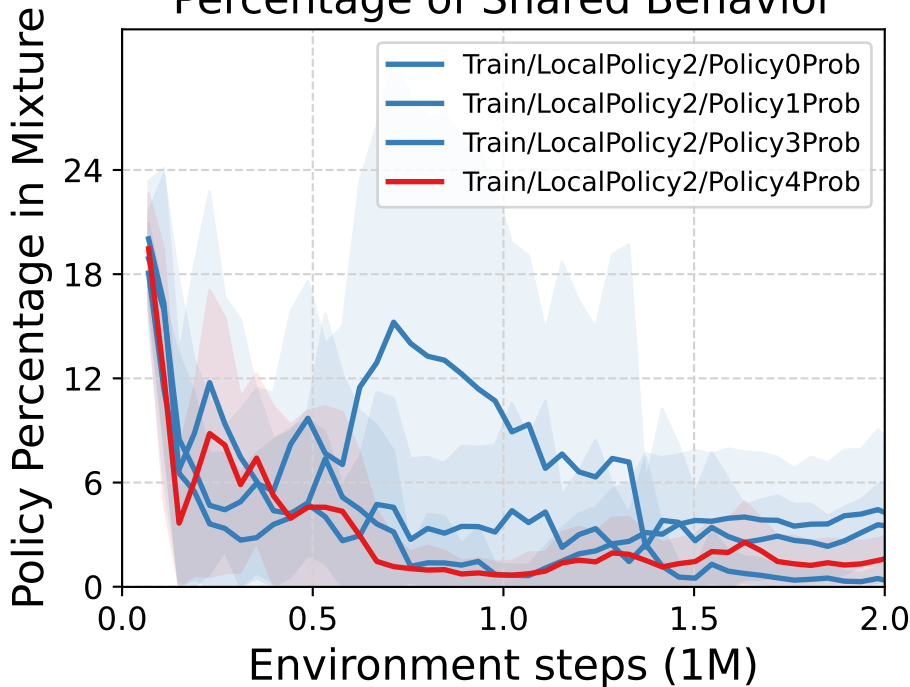 Percentage of Shared Behavior
Policy Percentage in Mixture
Train/LocalPolicy2/Policy0Prob
Train/LocalPolicy2/Policy1Prob
Train/LocalPolicy2/Policy3Prob
Train/LocalPolicy2/Policy4Prob
24
18
12
6
0
0.0 0.5 1.0 1.5 2.0
Environment steps (1M)